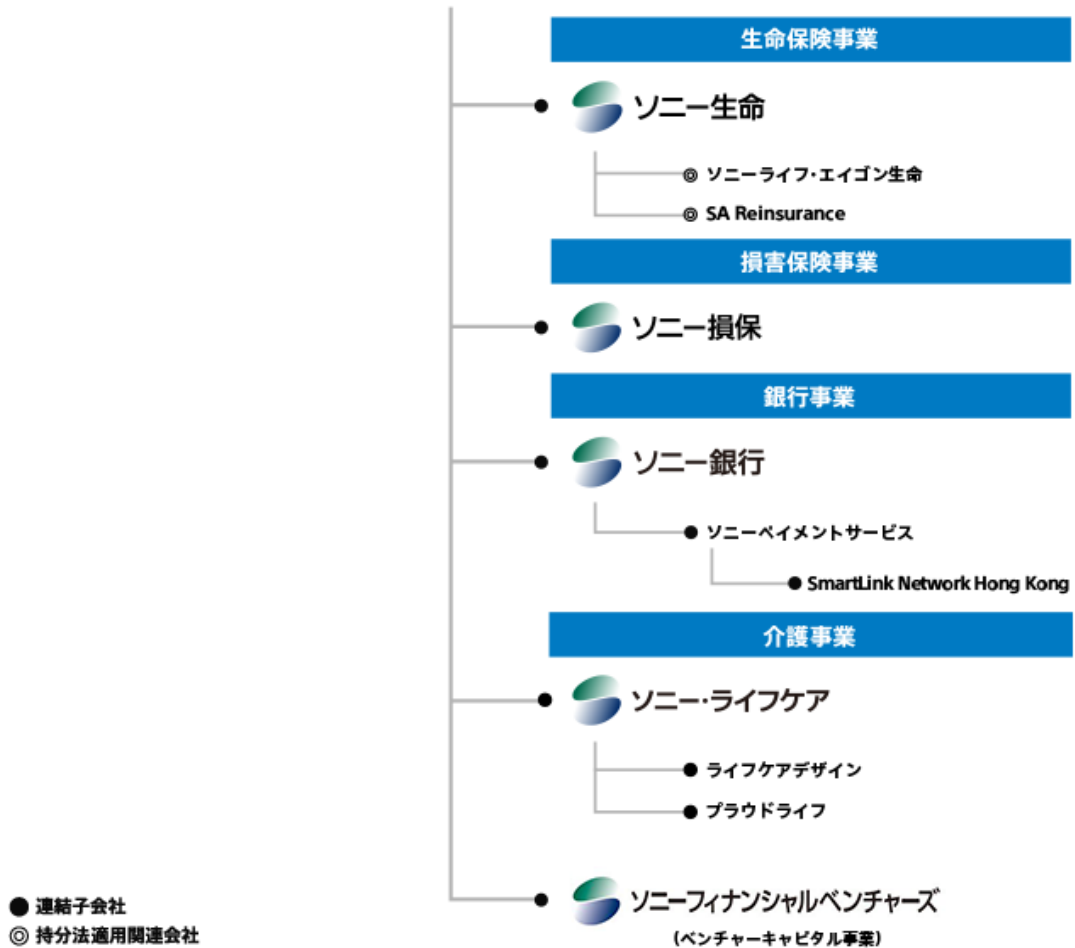 生命保険事業
ソニー生命
◎ ソニーライフ・エイゴン生命
◎ SA Reinsurance
損害保険事業
ソニー損保
銀行事業
ソニー銀行
● ソニーペイメントサービス
● SmartLink Network Hong Kong
介護事業
ソニー・ライフケア
● ライフケアデザイン
● プラウドライフ
ソニーフィナンシャルベンチャーズ
(ベンチャーキャピタル事業)
● 連結子会社
◎ 持分法適用関連会社